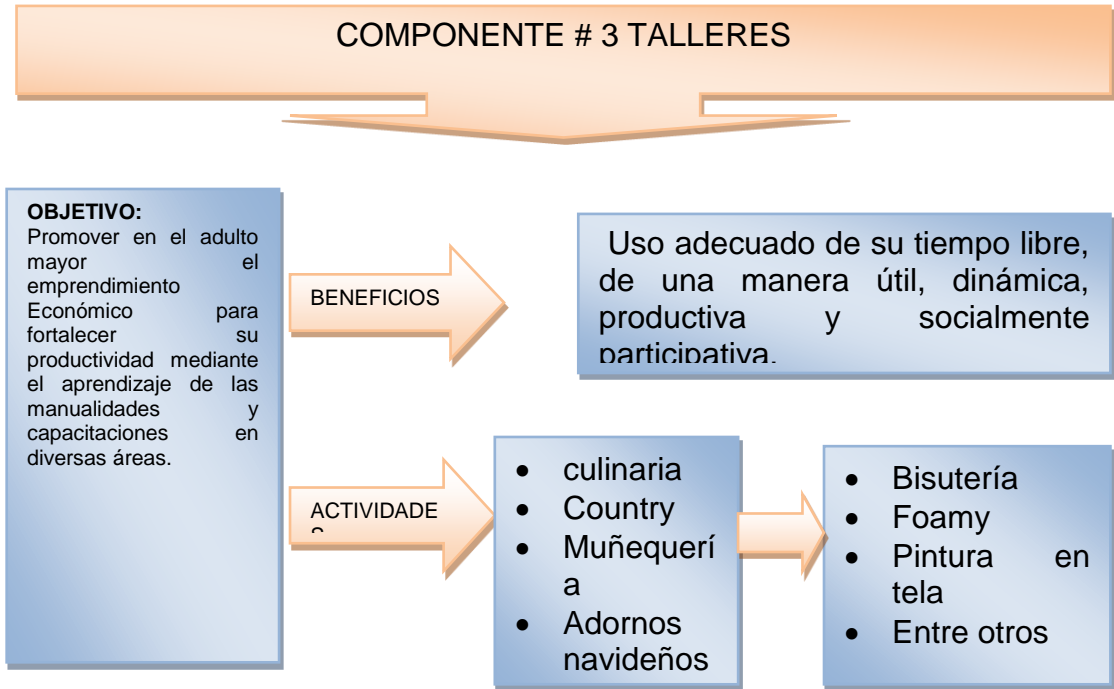 COMPONENTE # 3 TALLERES
OBJETIVO:
Promover en el adulto
mayor el
emprendimiento
Económico para
fortalecer su
productividad mediante
el aprendizaje de las
manualidades y
capacitaciones en
diversas áreas.
BENEFICIOS
Uso adecuado de su tiempo libre,
de una manera útil, dinámica,
productiva y socialmente
participativa.
ACTIVIDADE
S
• culinaria
• Country
• Muñequerí
a
• Adornos
navideños
• Bisutería
• Foamy
• Pintura en
tela
• Entre otros